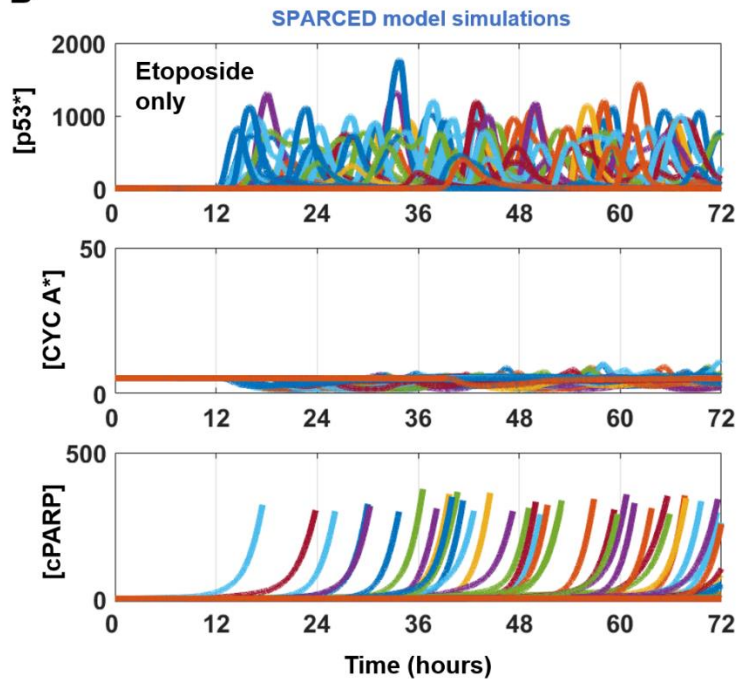 SPARCED model simulations
Etoposide
only
[p53*]
2000
1000
0
0 12 24 36 48 60 72
[CYC A*]
50
0
0 12 24 36 48 60 72
[cPARP]
500
0
0 12 24 36 48 60 72
Time (hours)